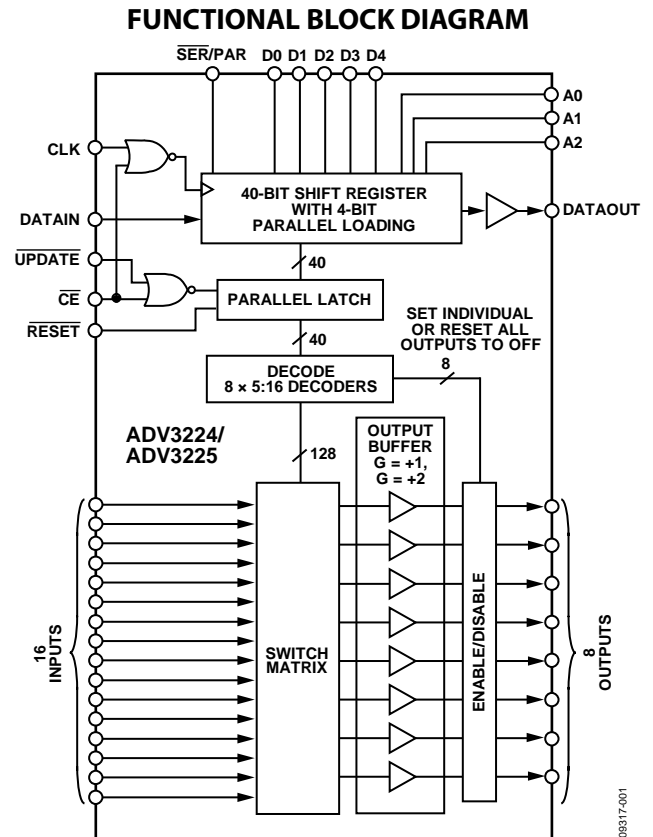 FUNCTIONAL BLOCK DIAGRAM
SER/PAR D0 D1 D2 D3 D4
A0
A1
A2
CLK
40-BIT SHIFT REGISTER
WITH 4-BIT
PARALLEL LOADING
DATAIN
DATAOUT
UPDATE
40
CE
PARALLEL LATCH
RESET
SET INDIVIDUAL
OR RESET ALL
OUTPUTS TO OFF
40
8
DECODE
8 × 5:16 DECODERS
ADV3224/
ADV3225
128
OUTPUT
BUFFER
G = +1,
G = +2
16
INPUTS
SWITCH
MATRIX
ENABLE/DISABLE
8
OUTPUTS
09317-001